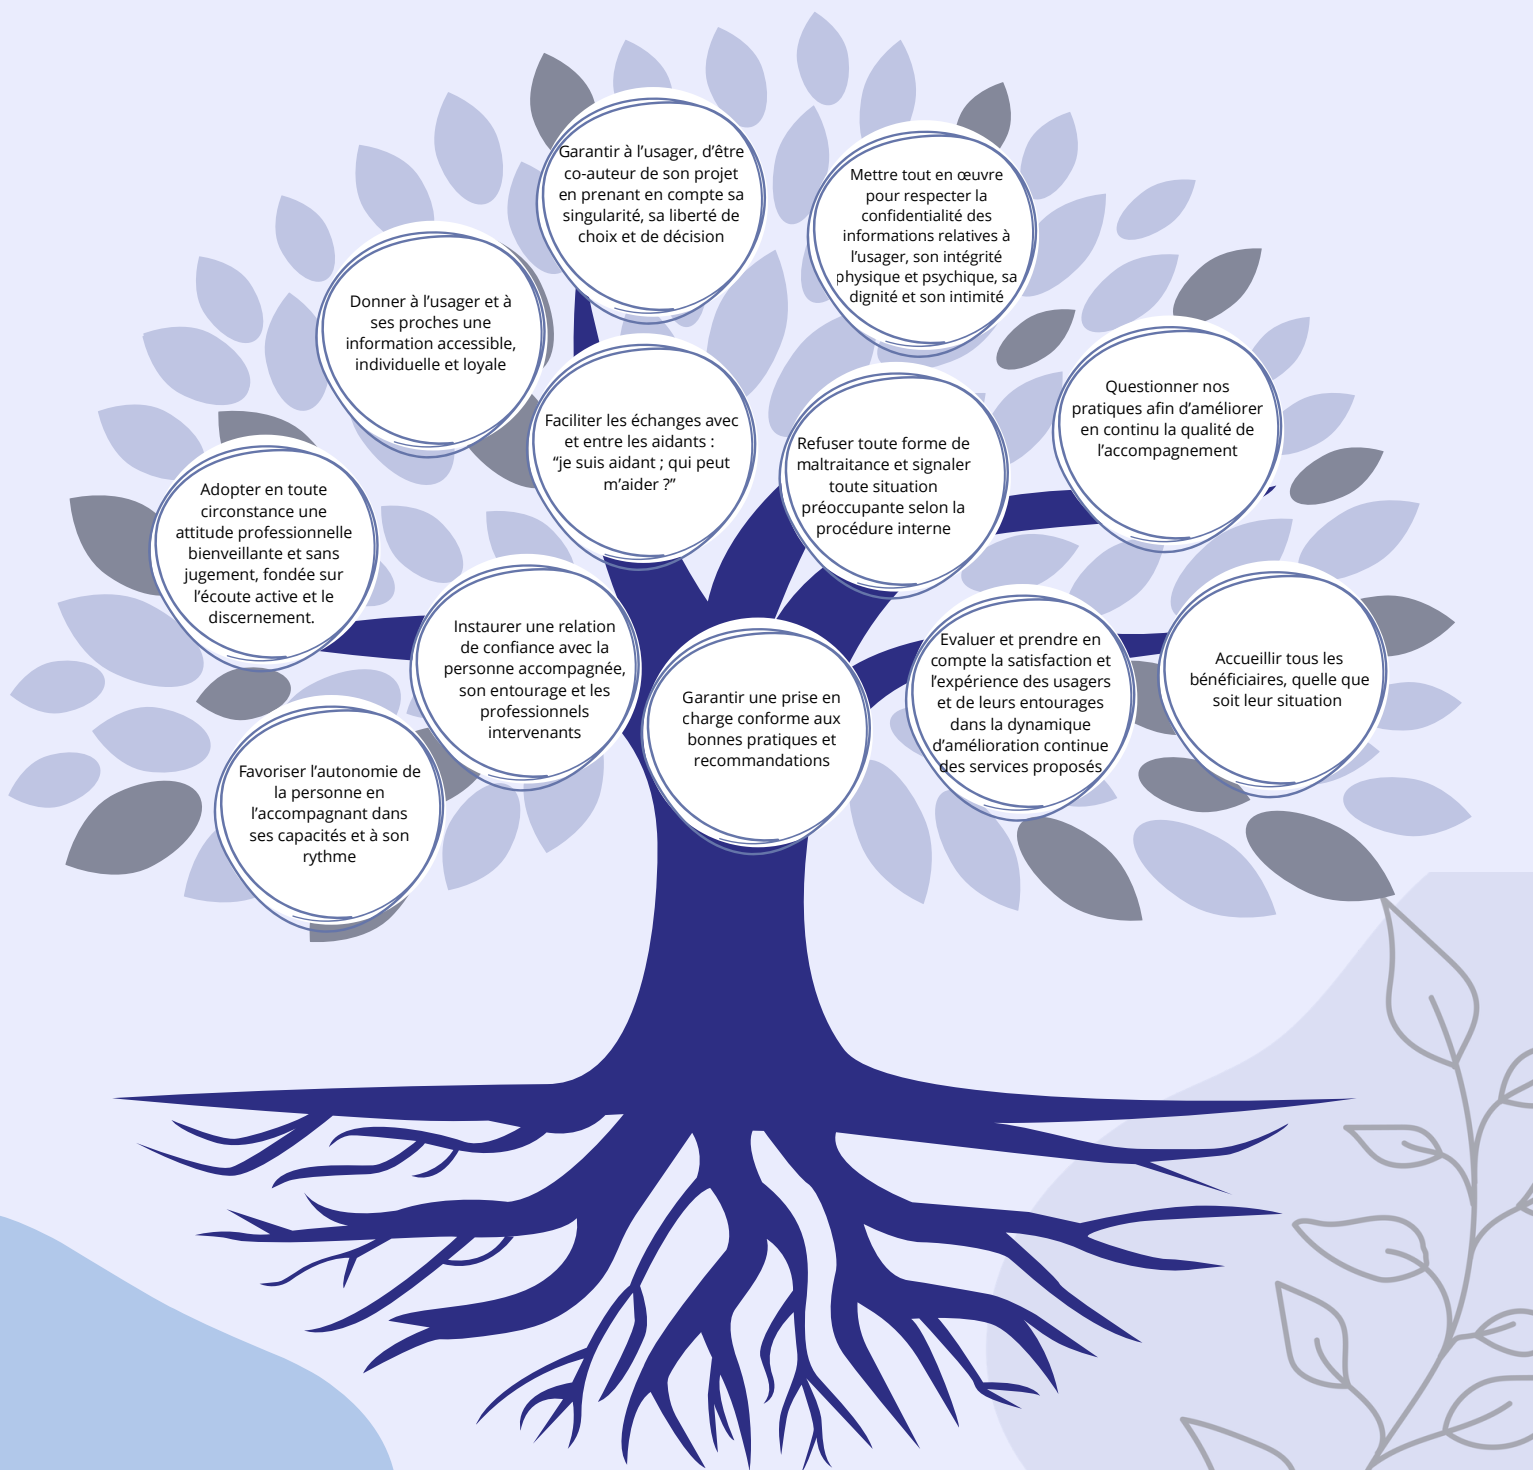 Garantir à l’usager, d’être
co-auteur de son projet
en prenant en compte sa
singularité, sa liberté de
choix et de décision
Mettre tout en œuvre
pour respecter la
confidentialité des
informations relatives à
l’usager, son intégrité
physique et psychique, sa
dignité et son intimité
Donner à l’usager et à
ses proches une
information accessible,
individuelle et loyale
Faciliter les échanges avec
et entre les aidants :
“je suis aidant ; qui peut
m’aider ?”
Refuser toute forme de
maltraitance et signaler
toute situation
préoccupante selon la
procédure interne
Questionner nos
pratiques afin d’améliorer
en continu la qualité de
l’accompagnement
Adopter en toute
circonstance une
attitude professionnelle
bienveillante et sans
jugement, fondée sur
l’écoute active et le
discernement.
Instaurer une relation
de confiance avec la
personne accompagnée,
son entourage et les
professionnels
intervenants
Garantir une prise en
charge conforme aux
bonnes pratiques et
recommandations
Evaluer et prendre en
compte la satisfaction et
l’expérience des usagers
et de leurs entourages
dans la dynamique
d’amélioration continue
des services proposés
Accueillir tous les
bénéficiaires, quelle que
soit leur situation
Favoriser l’autonomie de
la personne en
l’accompagnant dans
ses capacités et à son
rythme